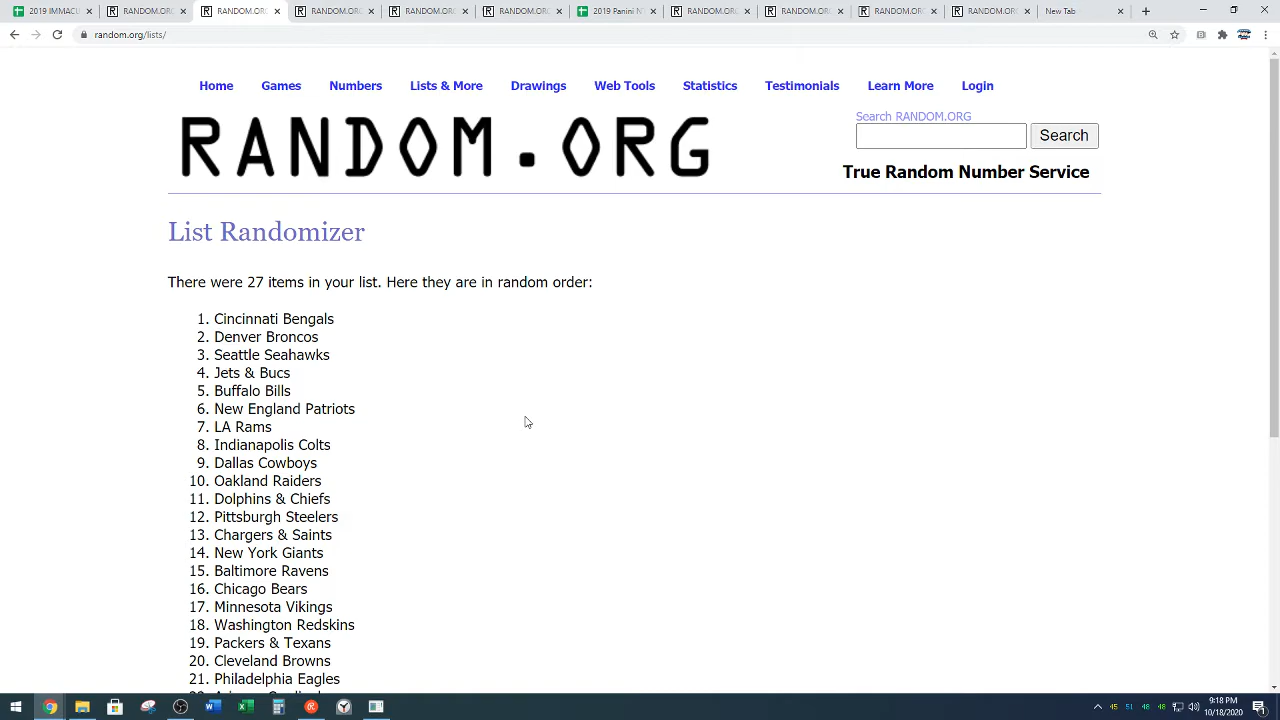 2019 IMMAC
RANDOM.OR
RANDOM.OR
RANDOM.OR
RANDOM.OR
RANDOM.OR
2019 Panini N
RANDOM.OR
RANDOM.OR
RANDOM.OR
RANDOM.OR
New Tab
random.org/lists/
Home Games Numbers Lists & More Drawings Web Tools Statistics Testimonials Learn More Login
RANDOM.ORG
Search RANDOM.ORG
Search
True Random Number Service
List Randomizer
There were 27 items in your list. Here they are in random order:
1. Cincinnati Bengals
2. Denver Broncos
3. Seattle Seahawks
4. Jets & Bucs
5. Buffalo Bills
6. New England Patriots
7. LA Rams
8. Indianapolis Colts
9. Dallas Cowboys
10. Oakland Raiders
11. Dolphins & Chiefs
12. Pittsburgh Steelers
13. Chargers & Saints
14. New York Giants
15. Baltimore Ravens
16. Chicago Bears
17. Minnesota Vikings
18. Washington Redskins
19. Packers & Texans
20. Cleveland Browns
21. Philadelphia Eagles
45 51 48 48
9:18 PM
10/18/2020